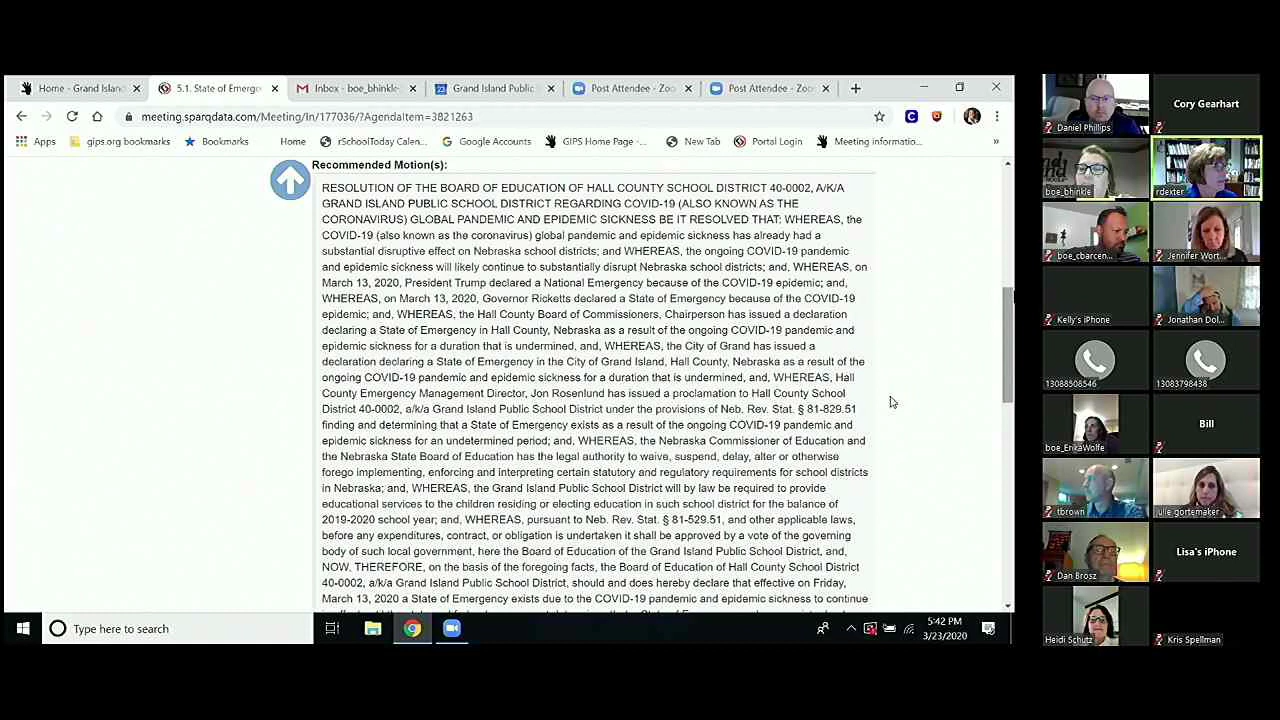 Home - Grand Island
5.1. State of Emerge
Inbox - boe_bhinkle
Grand Island Public
Post Attendee - Zoo
Post Attendee - Zoo
meeting.sparqdata.com/Meeting/In/177036/?AgendaItem=3821263
Apps
gips.org bookmarks
Bookmarks
Home
rSchoolToday Calen...
Google Accounts
GIPS Home Page -...
New Tab
Portal Login
Meeting informatio...
»
Recommended Motion(s):
RESOLUTION OF THE BOARD OF EDUCATION OF HALL COUNTY SCHOOL DISTRICT 40-0002, A/K/A
GRAND ISLAND PUBLIC SCHOOL DISTRICT REGARDING COVID-19 (ALSO KNOWN AS THE
CORONAVIRUS) GLOBAL PANDEMIC AND EPIDEMIC SICKNESS BE IT RESOLVED THAT: WHEREAS, the
COVID-19 (also known as the coronavirus) global pandemic and epidemic sickness has already had a
substantial disruptive effect on Nebraska school districts; and WHEREAS, the ongoing COVID-19 pandemic
and epidemic sickness will likely continue to substantially disrupt Nebraska school districts; and, WHEREAS, on
March 13, 2020, President Trump declared a National Emergency because of the COVID-19 epidemic; and,
WHEREAS, on March 13, 2020, Governor Ricketts declared a State of Emergency because of the COVID-19
epidemic; and, WHEREAS, the Hall County Board of Commissioners, Chairperson has issued a declaration
declaring a State of Emergency in Hall County, Nebraska as a result of the ongoing COVID-19 pandemic and
epidemic sickness for a duration that is undermined, and, WHEREAS, the City of Grand has issued a
declaration declaring a State of Emergency in the City of Grand Island, Hall County, Nebraska as a result of the
ongoing COVID-19 pandemic and epidemic sickness for a duration that is undermined, and, WHEREAS, Hall
County Emergency Management Director, Jon Rosenlund has issued a proclamation to Hall County School
District 40-0002, a/k/a Grand Island Public School District under the provisions of Neb. Rev. Stat. § 81-829.51
finding and determining that a State of Emergency exists as a result of the ongoing COVID-19 pandemic and
epidemic sickness for an undetermined period; and, WHEREAS, the Nebraska Commissioner of Education and
the Nebraska State Board of Education has the legal authority to waive, suspend, delay, alter or otherwise
forego implementing, enforcing and interpreting certain statutory and regulatory requirements for school districts
in Nebraska; and, WHEREAS, the Grand Island Public School District will by law be required to provide
educational services to the children residing or electing education in such school district for the balance of
2019-2020 school year; and, WHEREAS, pursuant to Neb. Rev. Stat. § 81-529.51, and other applicable laws,
before any expenditures, contract, or obligation is undertaken it shall be approved by a vote of the governing
body of such local government, here the Board of Education of the Grand Island Public School District, and,
NOW, THEREFORE, on the basis of the foregoing facts, the Board of Education of Hall County School District
40-0002, a/k/a Grand Island Public School District, should and does hereby declare that effective on Friday,
March 13, 2020 a State of Emergency exists due to the COVID-19 pandemic and epidemic sickness to continue
Type here to search
5:42 PM
3/23/2020
Daniel Phillips
Cory Gearhart
boe_bhinkle
rdexter
boe_cbarcen...
Jennifer Wort...
Kelly's iPhone
Jonathan Dol...
13088508546
13083798438
boe_ErikaWolfe
Bill
tbrown
julie gortemaker
Dan Brosz
Lisa's iPhone
Heidi Schutz
Kris Spellman